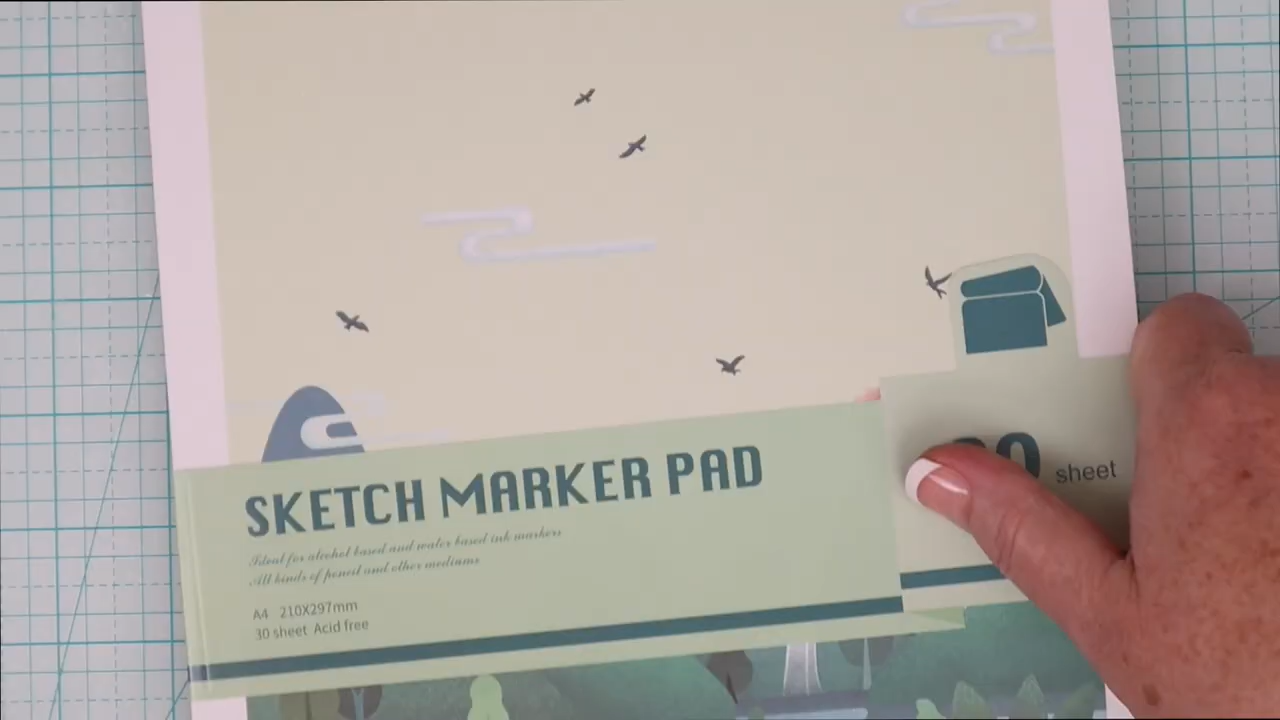 SKETCH MARKER PAD
Ideal for alcohol based and water based ink markers
All kinds of pencil and other mediums
A4 210X297mm
30 sheet Acid free
sheet